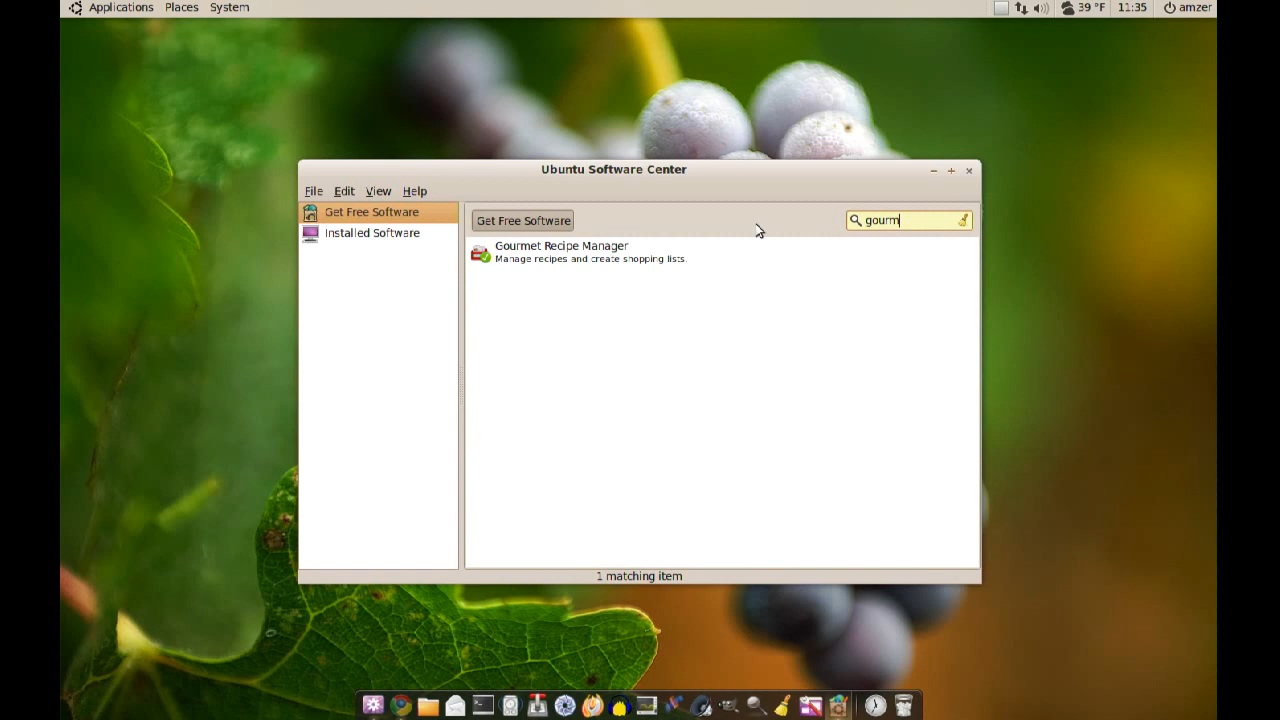 Applications Places System 39 °F 11:35 amzer
Ubuntu Software Center
File Edit View Help
Get Free Software
Installed Software
Get Free Software gourm
Gourmet Recipe Manager
Manage recipes and create shopping lists.
1 matching item